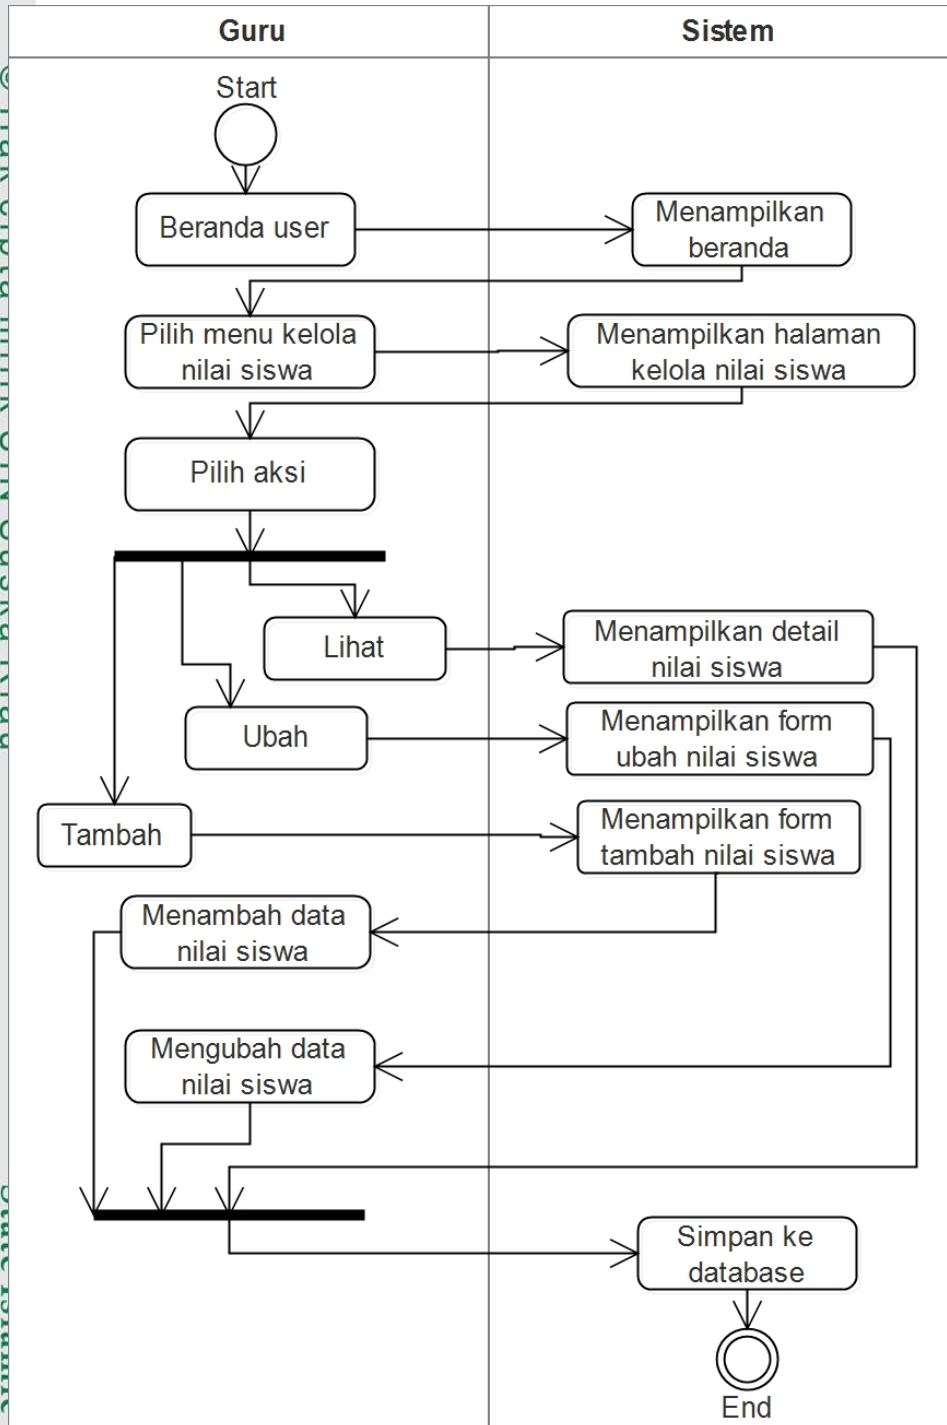 Guru
Sistem
Start
Beranda user
Menampilkan
beranda
Pilih menu kelola
nilai siswa
Menampilkan halaman
kelola nilai siswa
Pilih aksi
Lihat
Menampilkan detail
nilai siswa
Ubah
Menampilkan form
ubah nilai siswa
Tambah
Menampilkan form
tambah nilai siswa
Menambah data
nilai siswa
Mengubah data
nilai siswa
Simpan ke
database
End